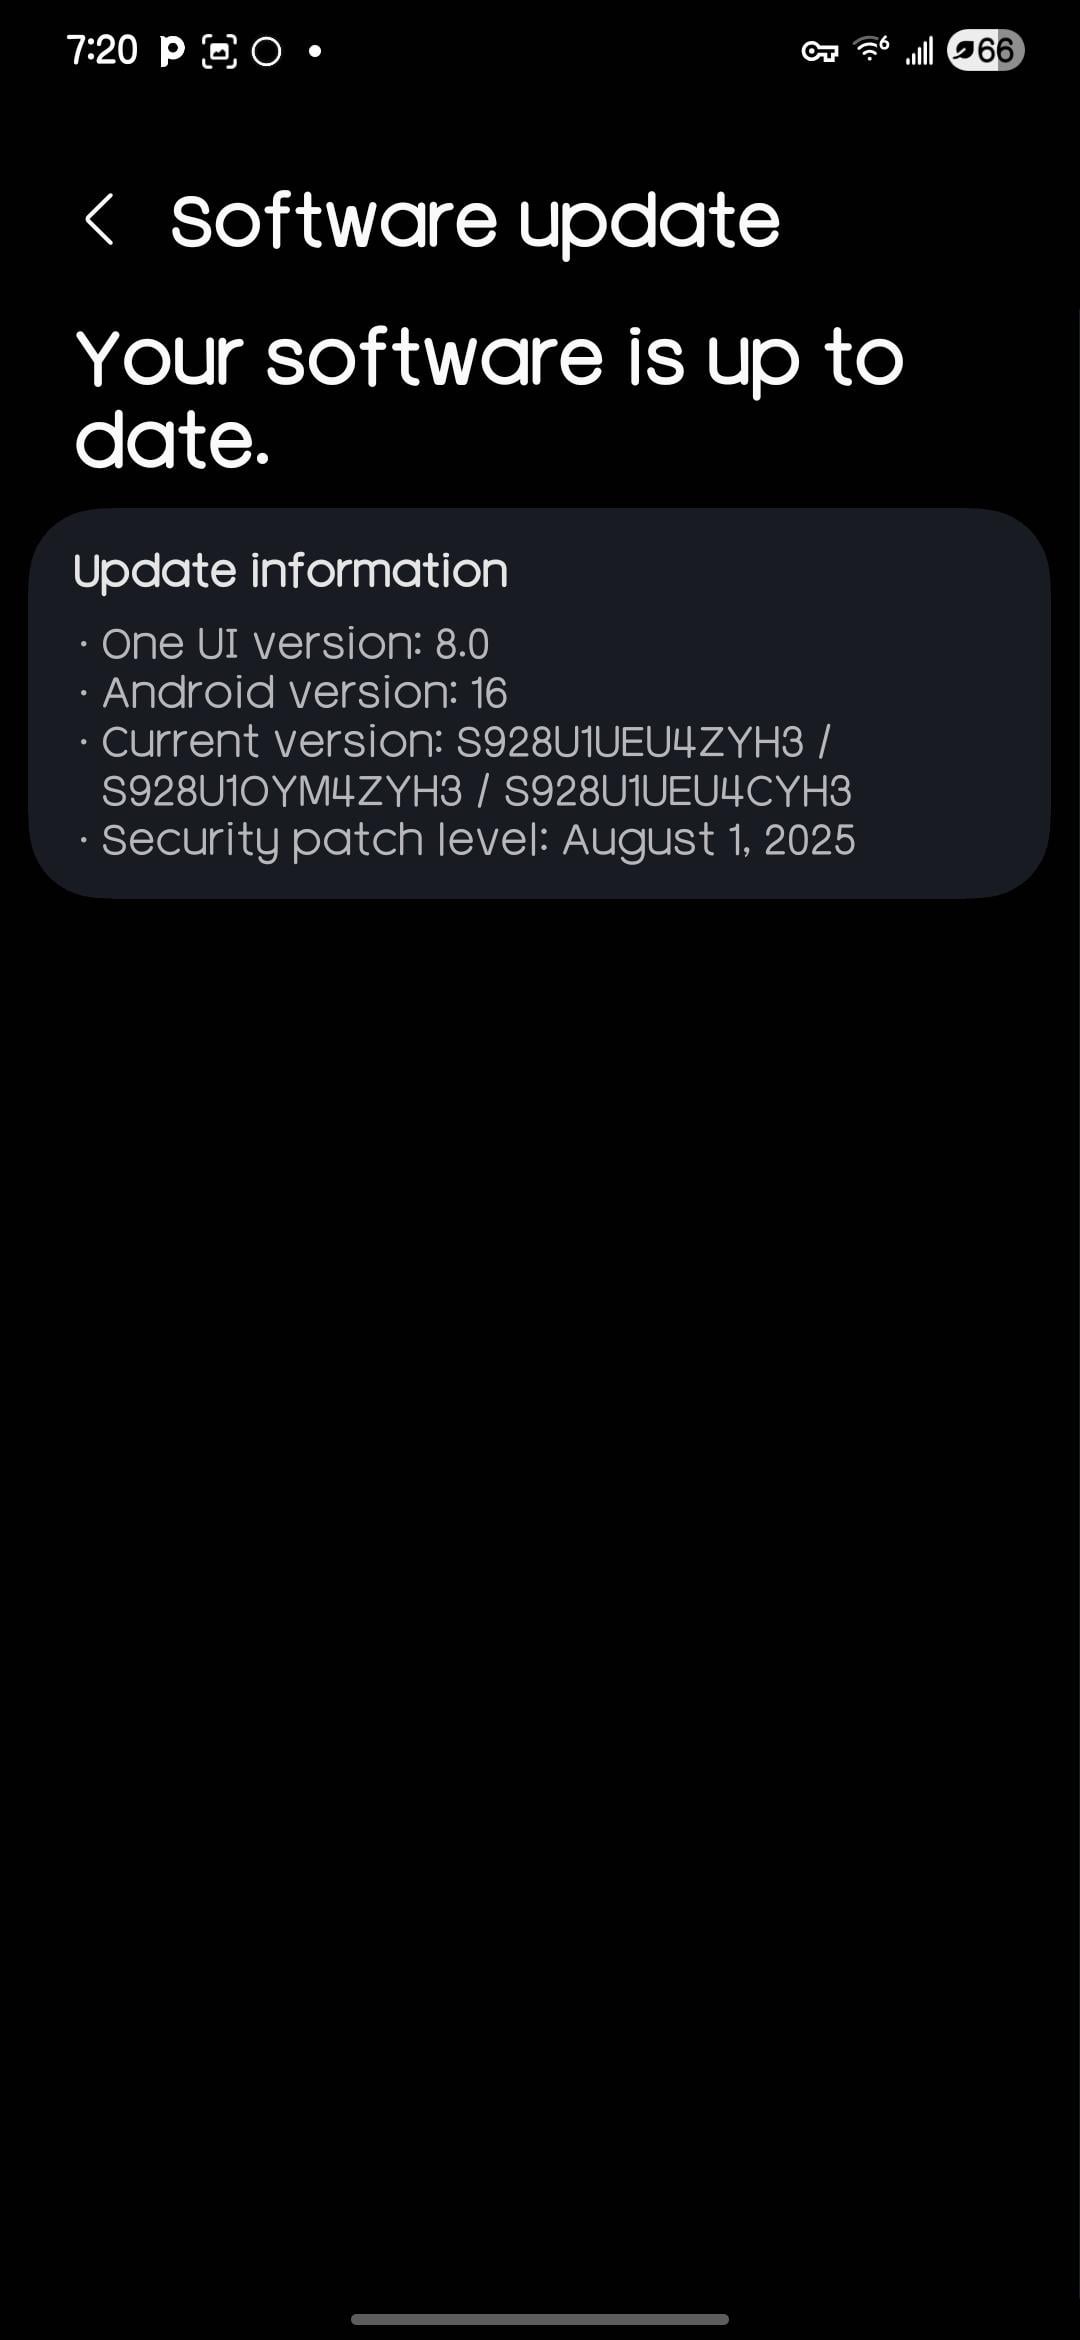 7:20
6
66
Software update
Your software is up to
date.
Update information
· One UI version: 8.0
· Android version: 16
· Current version: S928U1UEU4ZYH3 /
S928U1OYM4ZYH3 / S928U1UEU4CYH3
· Security patch level: August 1, 2025